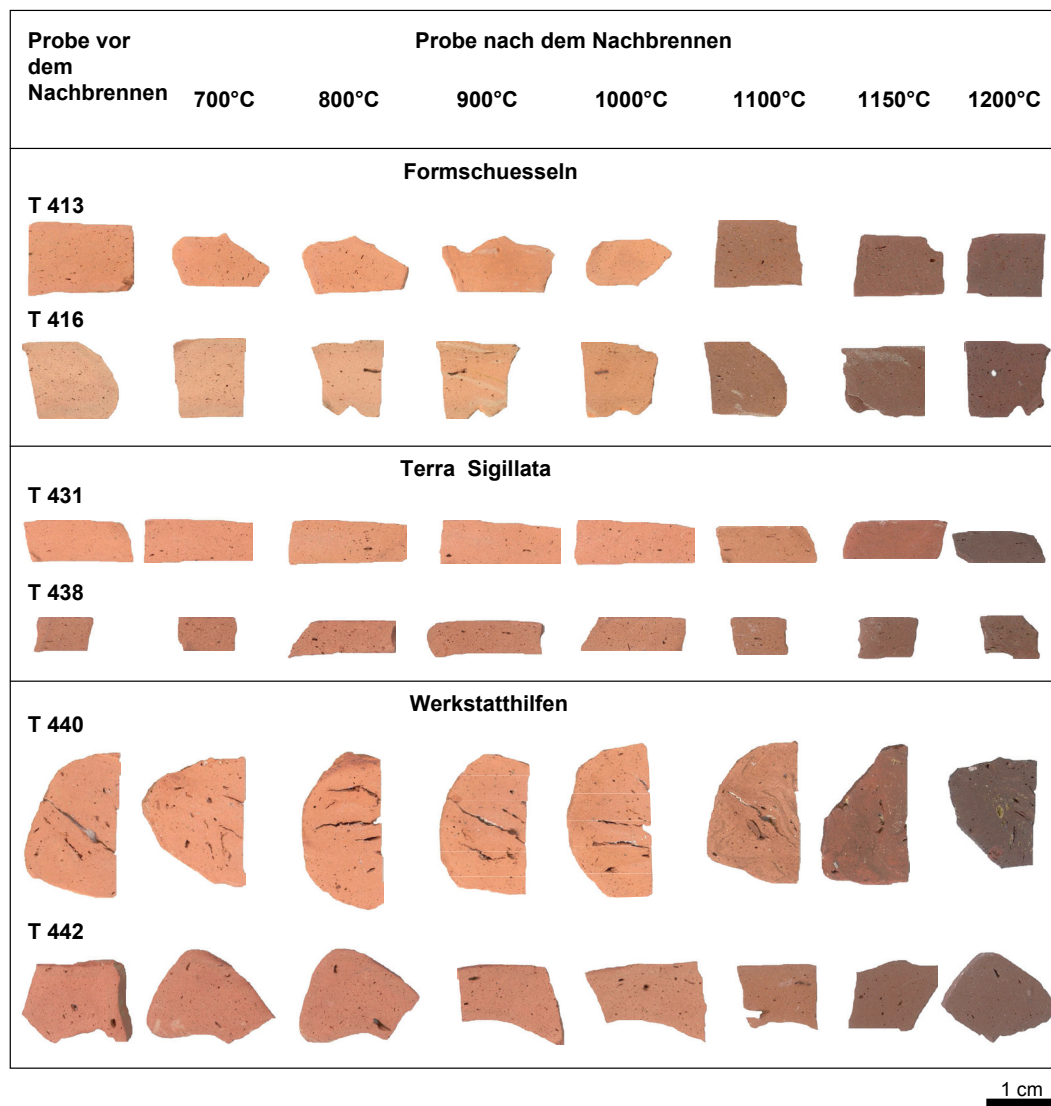 Probe vor
dem
Nachbrennen
Probe nach dem Nachbrennen
700°C 800°C 900°C 1000°C 1100°C 1150°C 1200°C
Formschuesseln
T 413
T 416
Terra Sigillata
T 431
T 438
Werkstatthilfen
T 440
T 442
1 cm